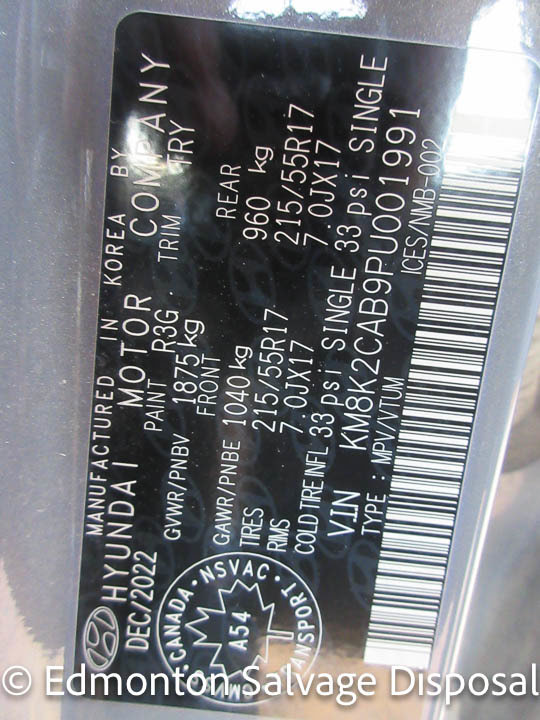 MANUFACTURED IN KOREA BY
HYUNDAI MOTOR COMPANY
DEC/2022 PAINT R3G TRIM TRY
GVWR/PNBV 1875kg
FRONT REAR
GAWR/PNBE 1040kg 960 kg
TIRES 215/55R17 215/55R17
RIMS 7.0JX17 7.0JX17
COLD TIRE INFL 33 psi SINGLE 33 psi SINGLE
VIN KM8K2CAB9PU001991
TYPE : MPV/VTUM ICES/NMB-002
CANADA · NSVAC ·
A54
TRANSPORT
© Edmonton Salvage Disposal